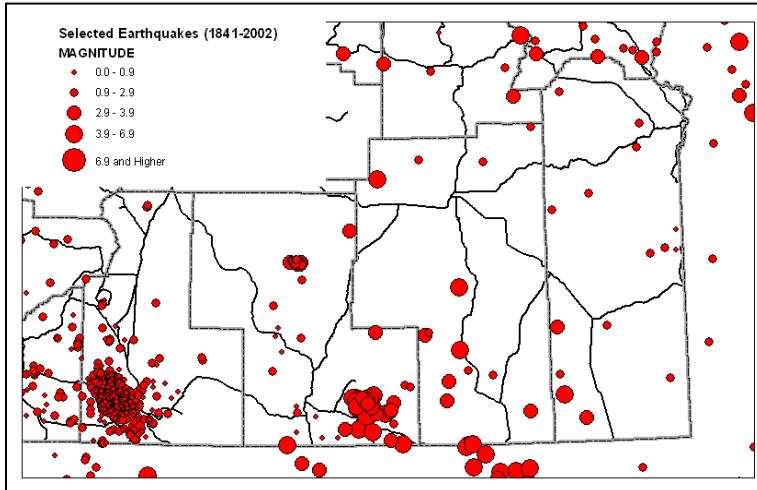 Selected Earthquakes (1841-2002)
MAGNITUDE
0.0 - 0.9
0.9 - 2.9
2.9 - 3.9
3.9 - 6.9
6.9 and Higher